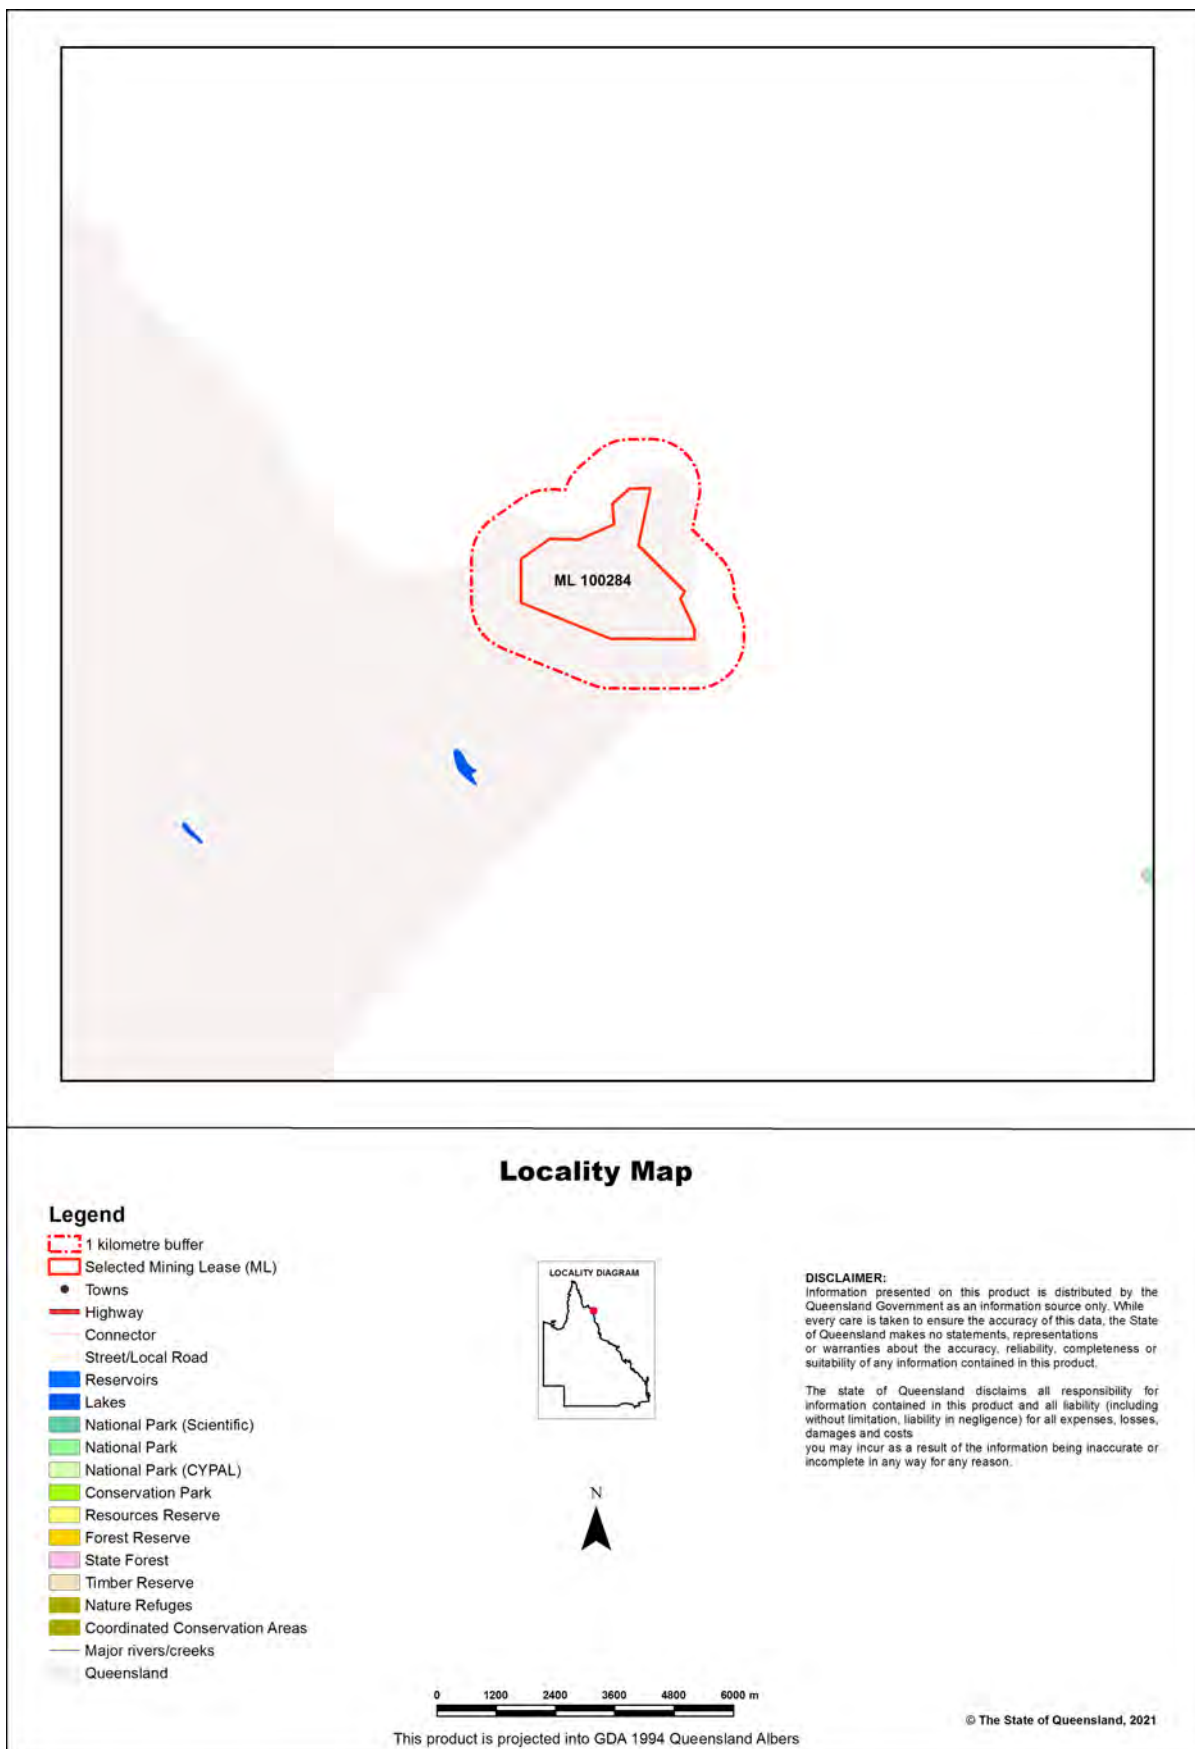 ML 100284
Locality Map
Legend
1 kilometre buffer
Selected Mining Lease (ML)
Towns
Highway
Connector
Street/Local Road
Reservoirs
Lakes
National Park (Scientific)
National Park
National Park (CYPAL)
Conservation Park
Resources Reserve
Forest Reserve
State Forest
Timber Reserve
Nature Refuges
Coordinated Conservation Areas
Major rivers/creeks
Queensland
LOCALITY DIAGRAM
N
0 1200 2400 3600 4800 6000 m
This product is projected into GDA 1994 Queensland Albers
DISCLAIMER:
Information presented on this product is distributed by the
Queensland Government as an information source only. While
every care is taken to ensure the accuracy of this data, the State
of Queensland makes no statements, representations
or warranties about the accuracy, reliability, completeness or
suitability of any information contained in this product.
The state of Queensland disclaims all responsibility for
information contained in this product and all liability (including
without limitation, liability in negligence) for all expenses, losses,
damages and costs
you may incur as a result of the information being inaccurate or
incomplete in any way for any reason.
© The State of Queensland, 2021